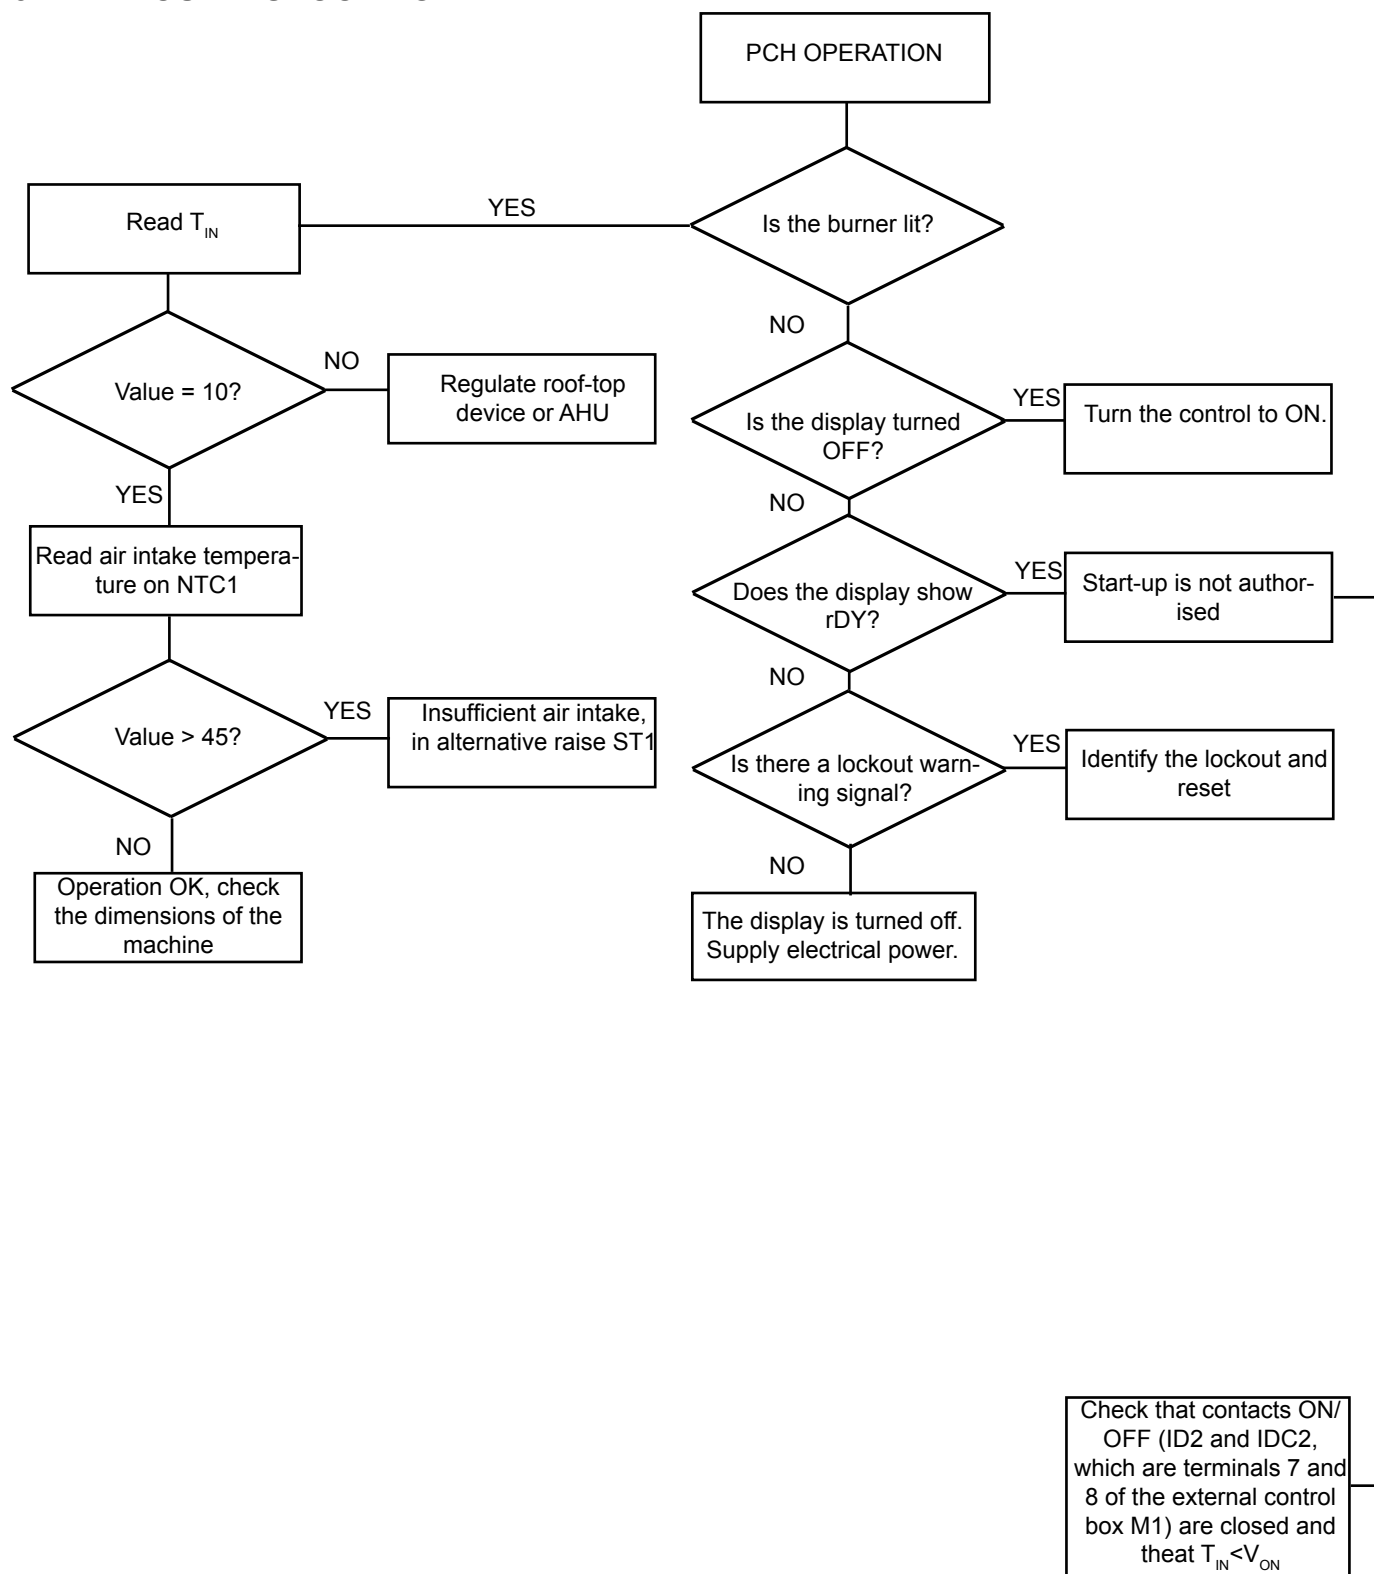 PCH OPERATION
Is the burner lit?
YES
Read T_IN
NO
Value = 10?
NO
Regulate roof-top
device or AHU
Is the display turned
OFF?
YES
Turn the control to ON.
YES
NO
Read air intake tempera-
ture on NTC1
Does the display show
rDY?
YES
Start-up is not author-
ised
NO
Value > 45?
YES
Insufficient air intake,
in alternative raise ST1
Is there a lockout warn-
ing signal?
YES
Identify the lockout and
reset
NO
NO
Operation OK, check
the dimensions of the
machine
The display is turned off.
Supply electrical power.
Check that contacts ON/
OFF (ID2 and IDC2,
which are terminals 7 and
8 of the external control
box M1) are closed and
theat T_IN<V_ON